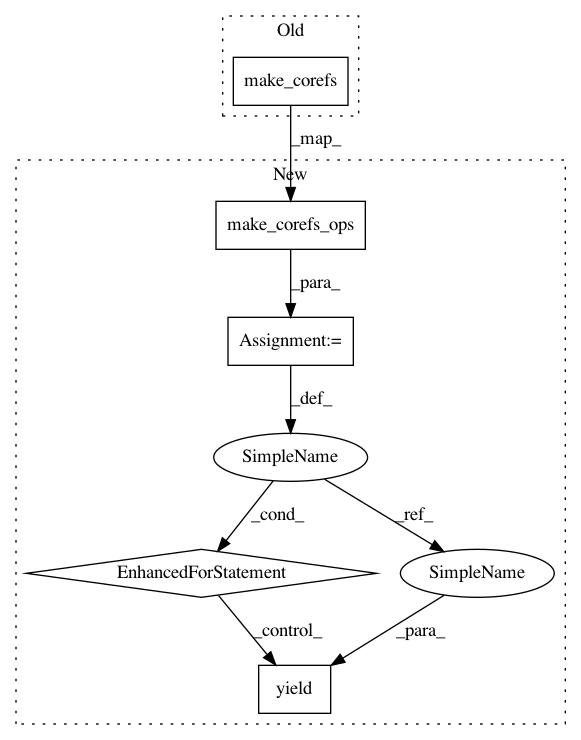 Old
make_corefs
_map_
New
make_corefs_ops
_para_
Assignment:=
_def_
SimpleName
_cond_
_ref_
EnhancedForStatement
SimpleName
_control_
_para_
yield